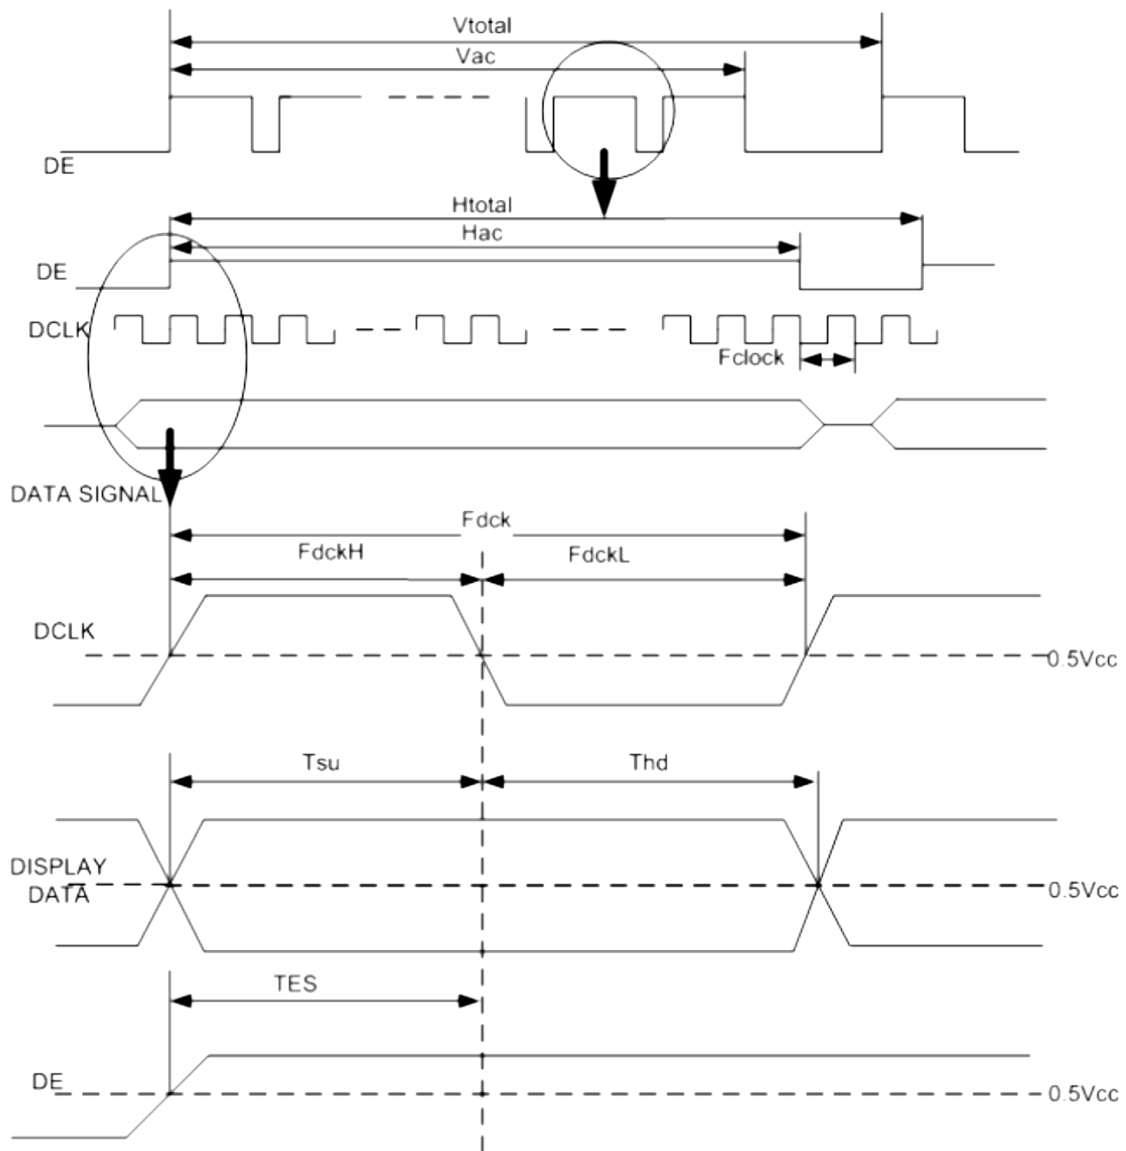 Vtotal
Vac
DE
Htotal
Hac
DE
DCLK
Fclock
DATA SIGNAL
Fdck
FdckH
FdckL
DCLK
0.5Vcc
Tsu
Thd
DISPLAY
DATA
0.5Vcc
TES
DE
0.5Vcc